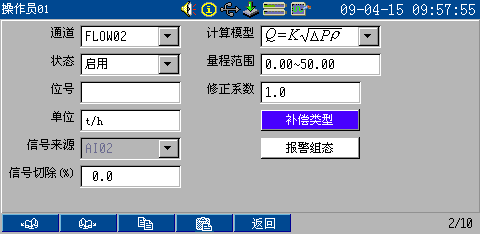 操作员01 09-04-15 09:57:55
通道 FLOW02
状态 启用
位号
单位 t/h
信号来源 AI02
信号切除(%) 0.0
计算模型 Q=K√ΔPρ
量程范围 0.00~50.00
修正系数 1.0
补偿类型
报警组态
返回 2/10